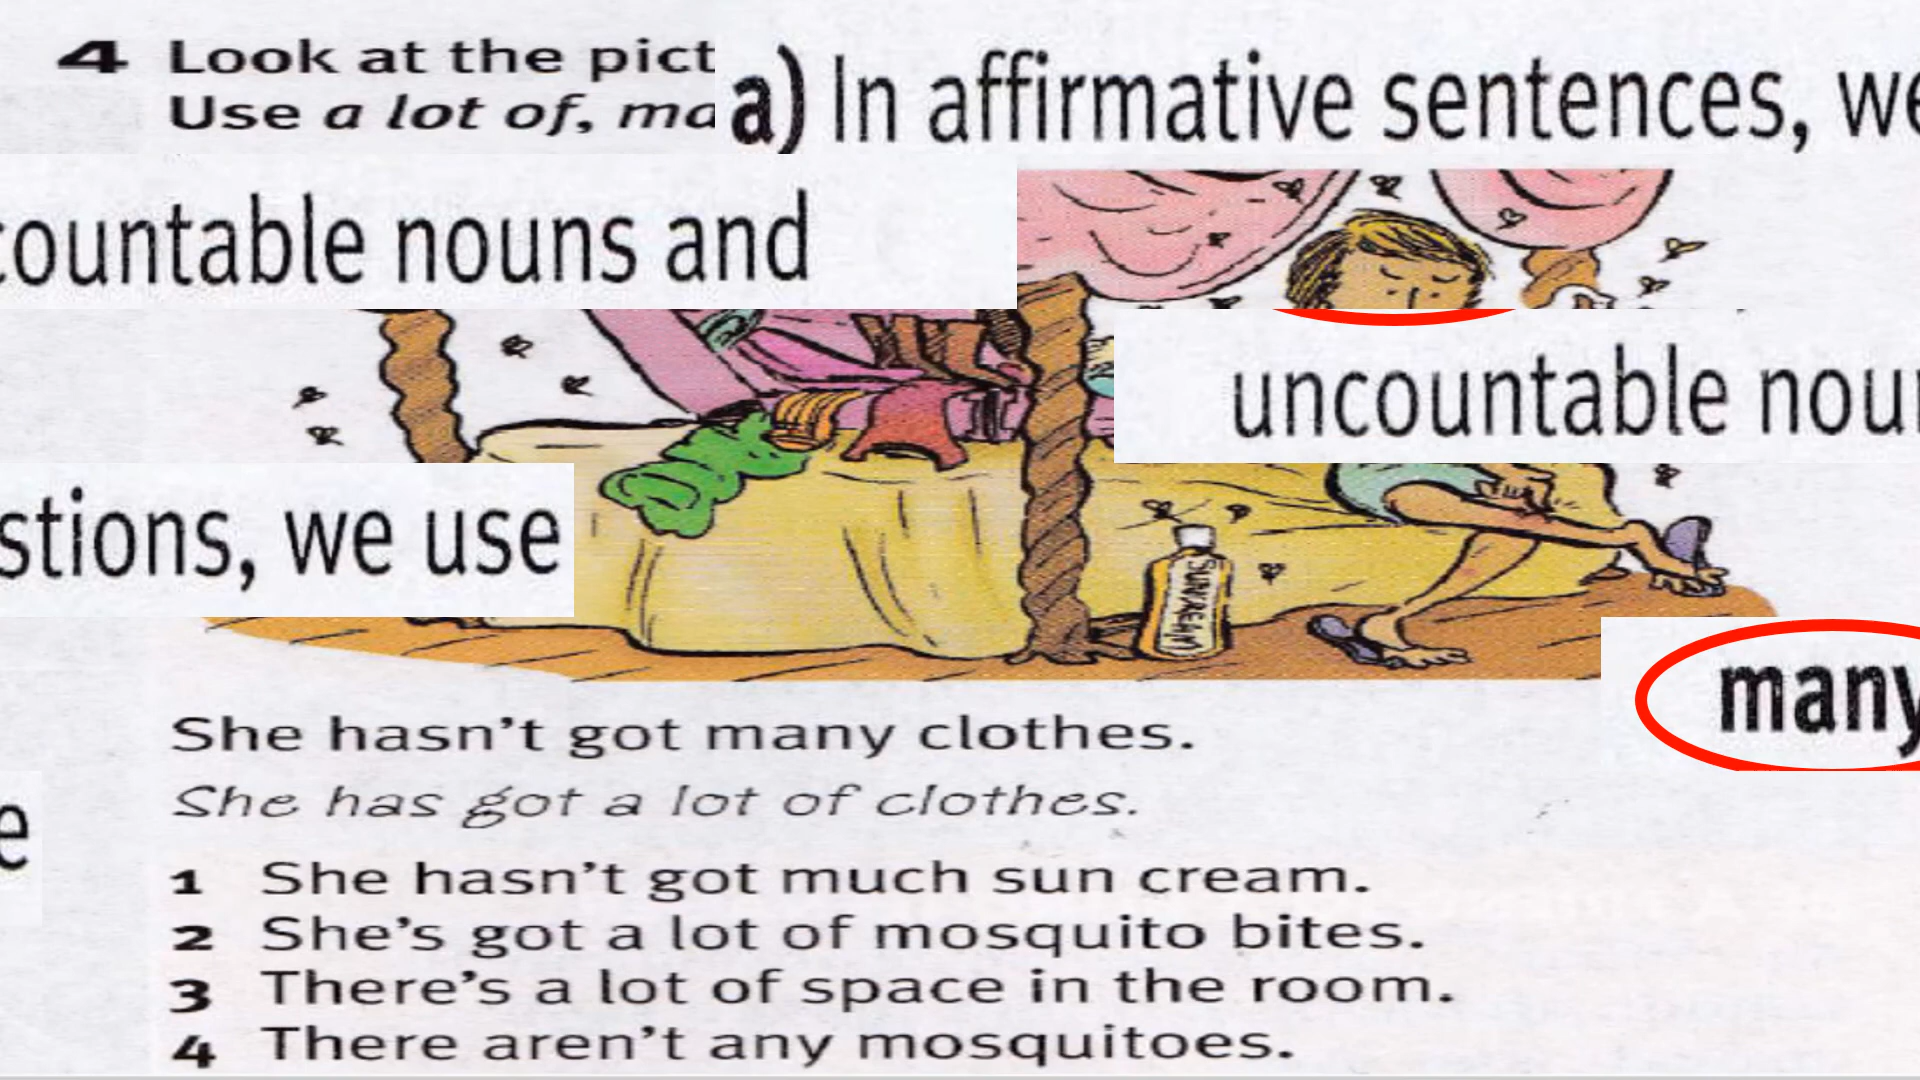 4 Look at the pict
Use a lot of, ma
a) In affirmative sentences, we
countable nouns and
uncountable nou
stions, we use
SUNCREAM
many
She hasn't got many clothes.
She has got a lot of clothes.
e
1 She hasn't got much sun cream.
2 She's got a lot of mosquito bites.
3 There's a lot of space in the room.
4 There aren't any mosquitoes.